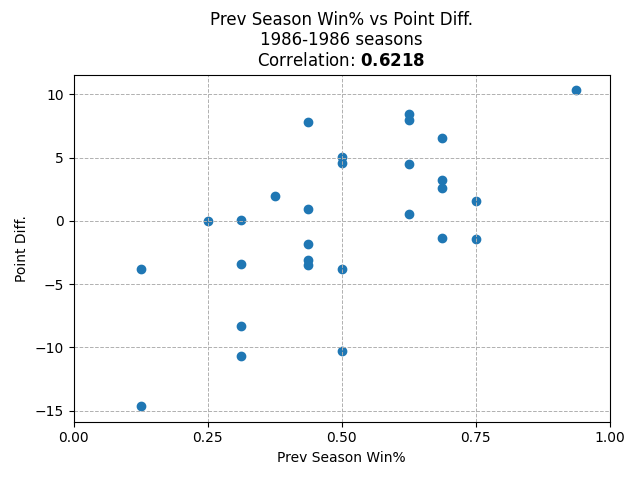 Prev Season Win% vs Point Diff.
1986-1986 seasons
Correlation: 0.6218
10
5
0
−5
−10
−15
Point Diff.
0.00 0.25 0.50 0.75 1.00
Prev Season Win%